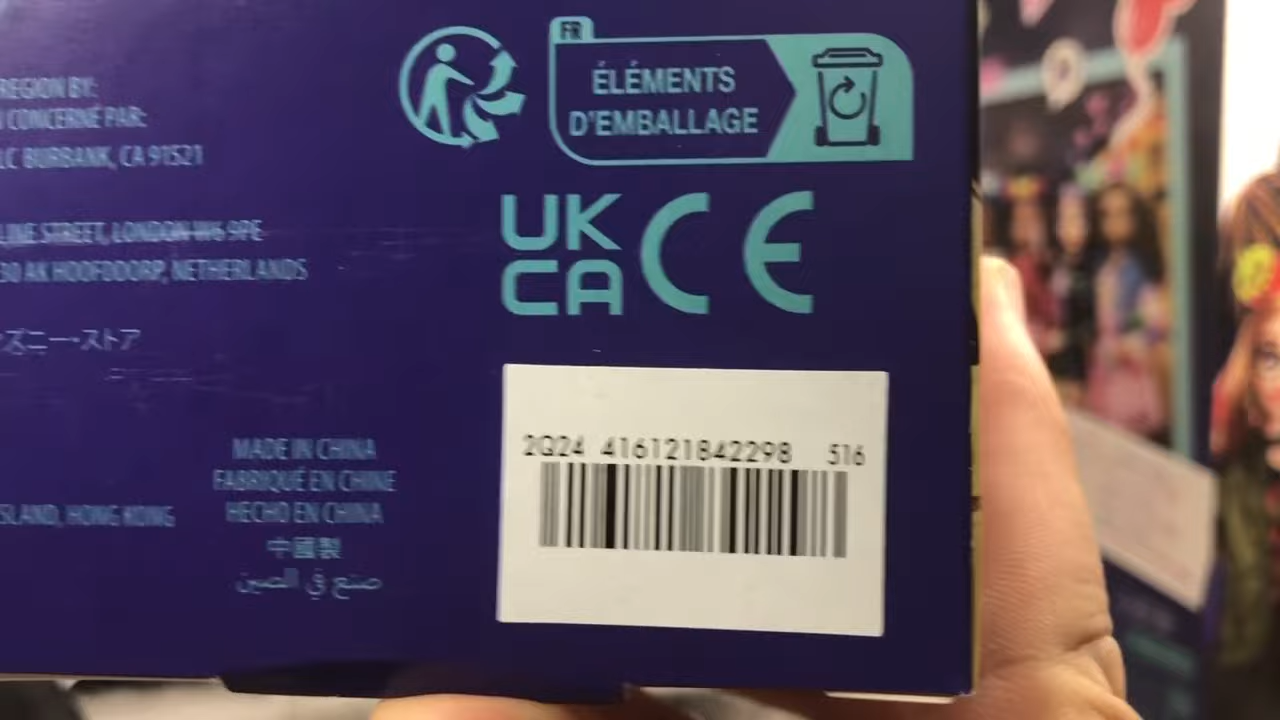 REGION BY:
CONCERNÉ PAR:
LC BURBANK, CA 91521
LINE STREET, LONDON W6 9PE
30 AK HOOFDDORP, NETHERLANDS
ズニー・ストア
SLAND, HONG KONG
MADE IN CHINA
FABRIQUÉ EN CHINE
HECHO EN CHINA
中國製
صنع في الصين
FR
ÉLÉMENTS
D'EMBALLAGE
UK
CA
CE
2Q24 416121842298 516